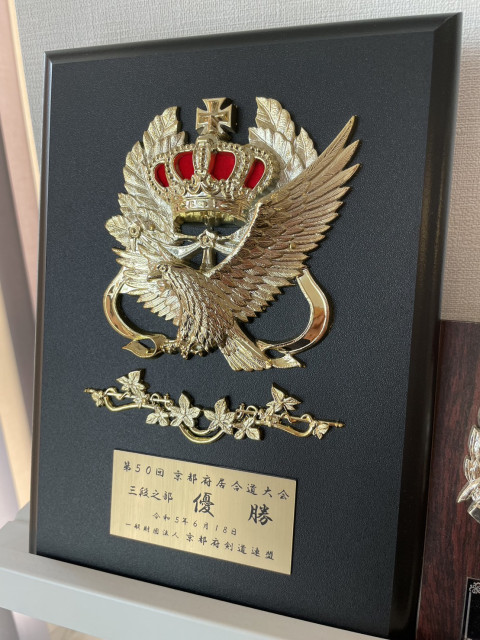 第50回 京都府居合道大会
三段之部 優勝
令和5年6月18日
一般財団法人 京都府剣道連盟